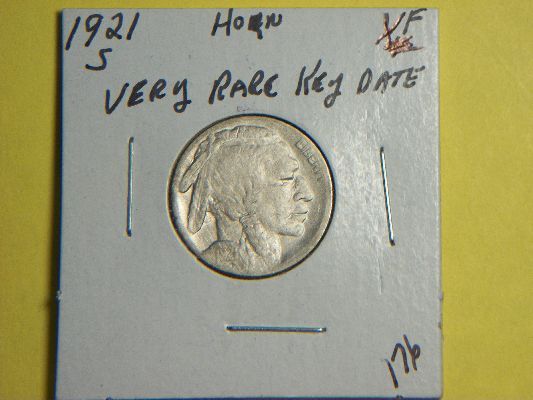 1921 HORN VF
S
VERY RARE KEY DATE
LIBERTY
176